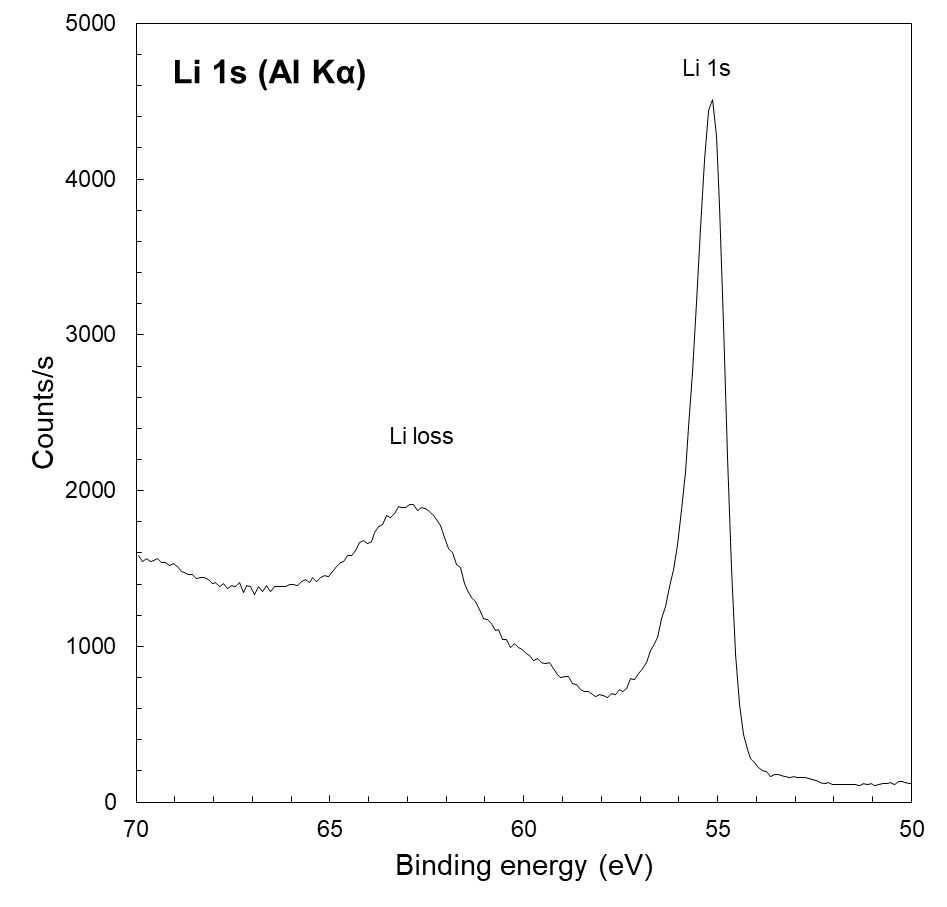 5000
Li 1s (Al Kα)
Li 1s
4000
3000
Counts/s
Li loss
2000
1000
0
70
65
60
55
50
Binding energy (eV)